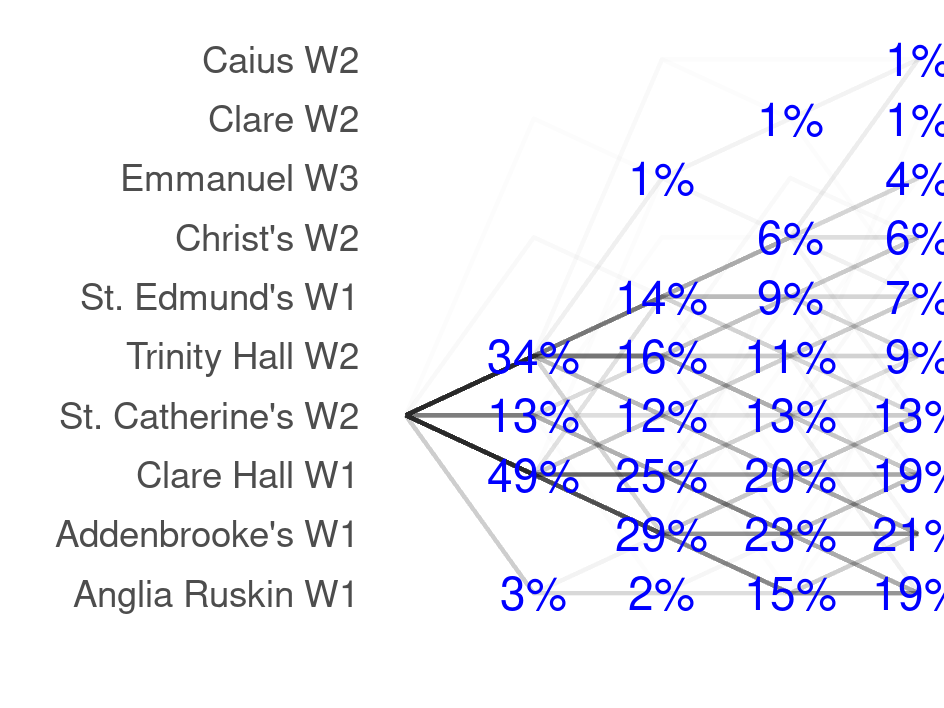 Caius W2 1%
Clare W2 1% 1%
Emmanuel W3 1% 4%
Christ's W2 6% 6%
St. Edmund's W1 14% 9% 7%
Trinity Hall W2 34% 16% 11% 9%
St. Catherine's W2 13% 12% 13% 13%
Clare Hall W1 49% 25% 20% 19%
Addenbrooke's W1 29% 23% 21%
Anglia Ruskin W1 3% 2% 15% 19%